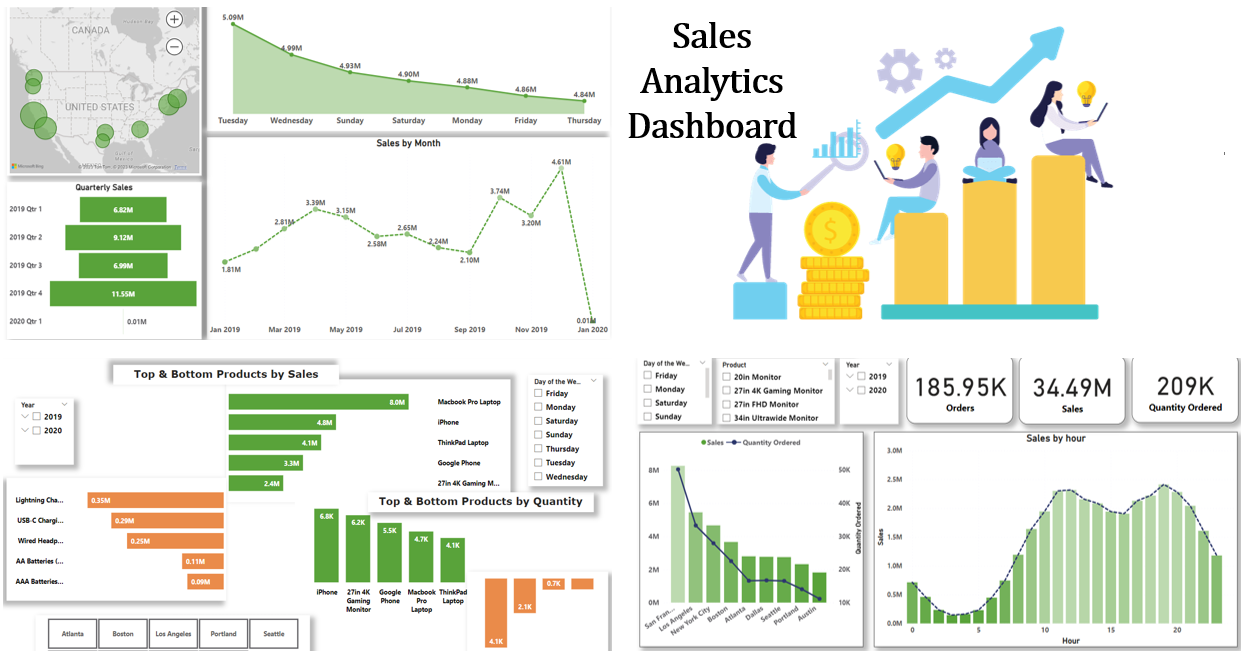 CANADA
UNITED STATES
Gulf of
Mexico
Microsoft Bing
© 2023 TomTom, © 2023 Microsoft Corporation Terms
5.09M
4.99M
4.93M
4.90M
4.88M
4.86M
4.84M
Tuesday Wednesday Sunday Saturday Monday Friday Thursday
Quarterly Sales
2019 Qtr 1 6.82M
2019 Qtr 2 9.12M
2019 Qtr 3 6.99M
2019 Qtr 4 11.55M
2020 Qtr 1 0.01M
Sales by Month
1.81M
2.81M
3.39M
3.15M
2.58M
2.65M
2.24M
2.10M
3.74M
3.20M
4.61M
0.01M
Jan 2019 Mar 2019 May 2019 Jul 2019 Sep 2019 Nov 2019 Jan 2020
Sales
Analytics
Dashboard
$
Top & Bottom Products by Sales
Year
2019
2020
8.0M Macbook Pro Laptop
4.8M iPhone
4.1M ThinkPad Laptop
3.3M Google Phone
2.4M 27in 4K Gaming M...
Day of the We...
Friday
Monday
Saturday
Sunday
Thursday
Tuesday
Wednesday
Lightning Cha... 0.35M
USB-C Chargi... 0.29M
Wired Headp... 0.25M
AA Batteries (... 0.11M
AAA Batteries... 0.09M
Top & Bottom Products by Quantity
6.8K
6.2K
5.5K
4.7K
4.1K
iPhone 27in 4K Google Macbook ThinkPad
Gaming Phone Pro Laptop
Monitor Laptop
4.1K
2.1K
0.7K
Atlanta Boston Los Angeles Portland Seattle
Day of the We...
Friday
Monday
Saturday
Sunday
Product
20in Monitor
27in 4K Gaming Monitor
27in FHD Monitor
34in Ultrawide Monitor
Year
2019
2020
185.95K
Orders
34.49M
Sales
209K
Quantity Ordered
Sales Quantity Ordered
8M
6M
4M
2M
0M
50K
40K
30K
20K
10K
Quantity Ordered
San Fran...
Los Angeles
New York City
Boston
Atlanta
Dallas
Seattle
Portland
Austin
Sales by hour
Sales
3.0M
2.5M
2.0M
1.5M
1.0M
0.5M
0.0M
0 5 10 15 20
Hour